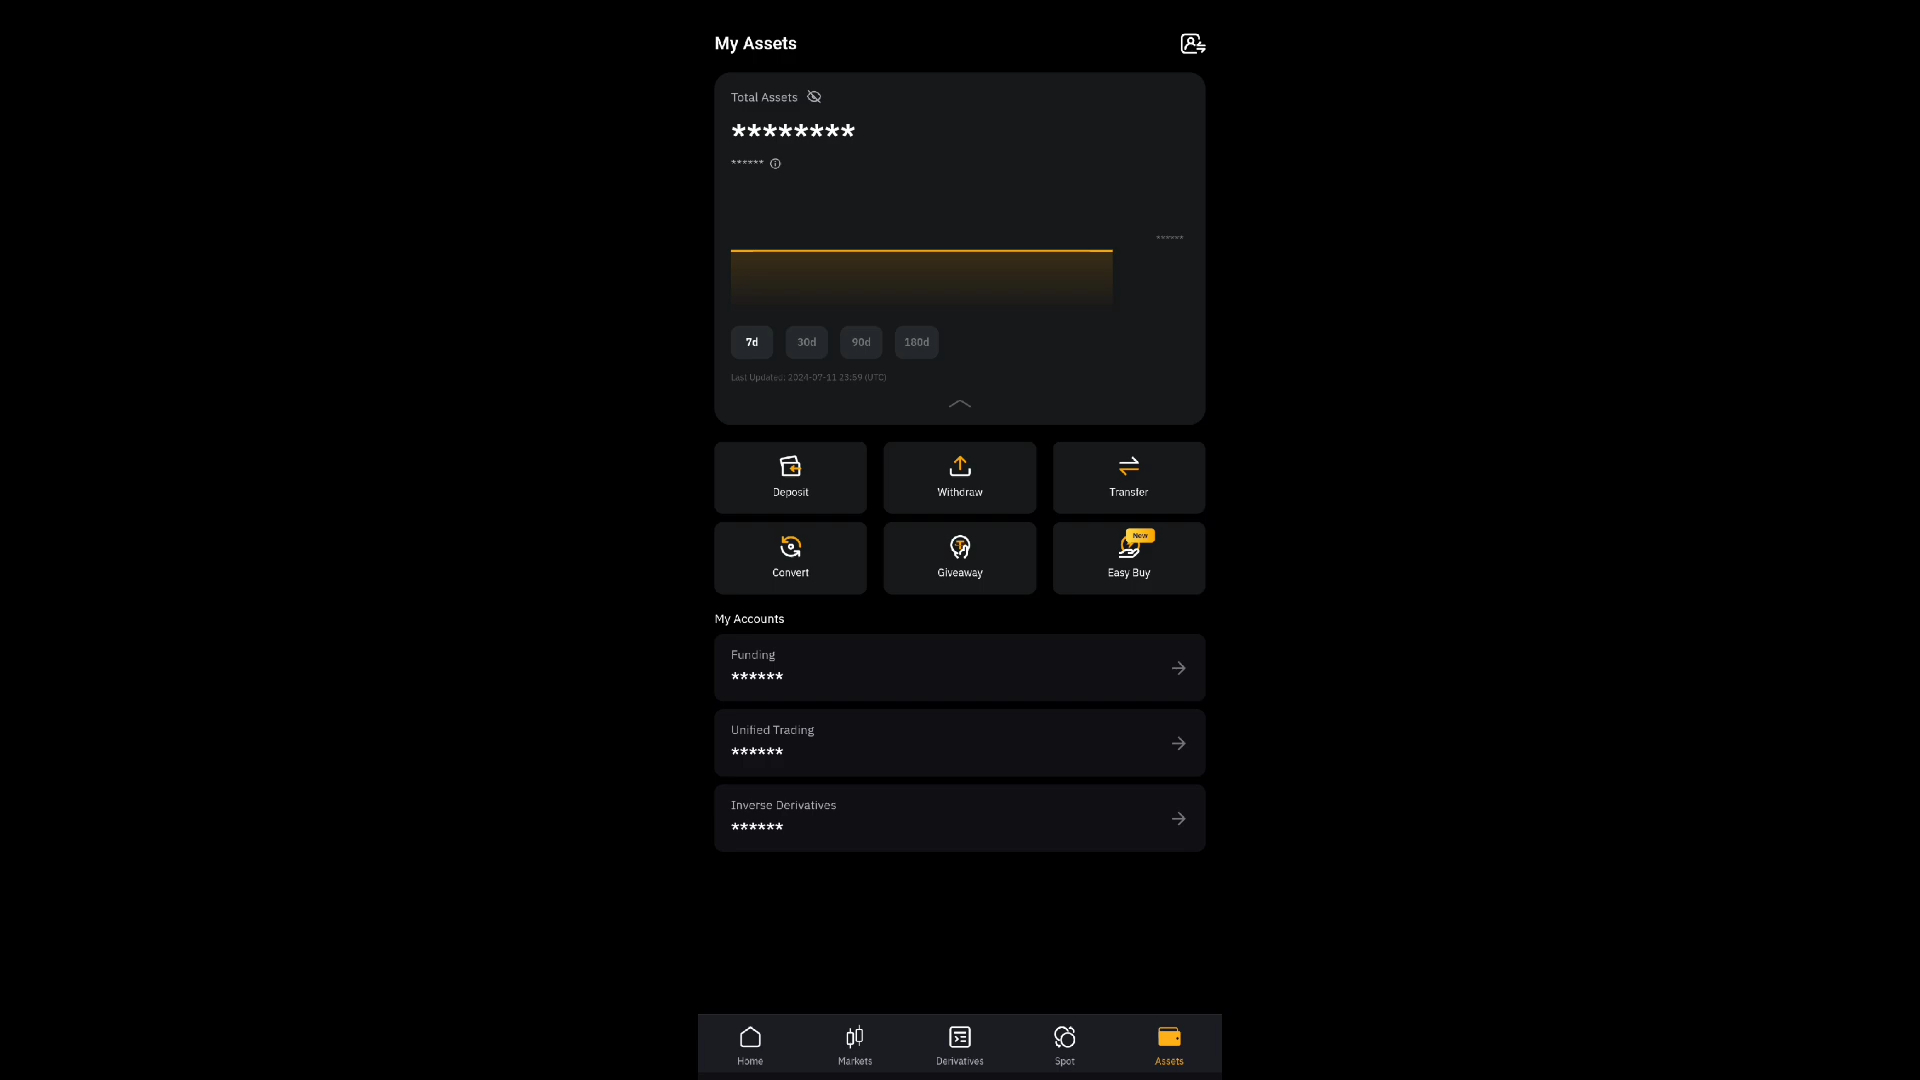 My Assets
Total Assets
********
******
******
7d 30d 90d 180d
Last Updated: 2024-07-11 23:59 (UTC)
Deposit Withdraw Transfer
New
Convert Giveaway Easy Buy
My Accounts
Funding
******
Unified Trading
******
Inverse Derivatives
******
Home Markets Derivatives Spot Assets